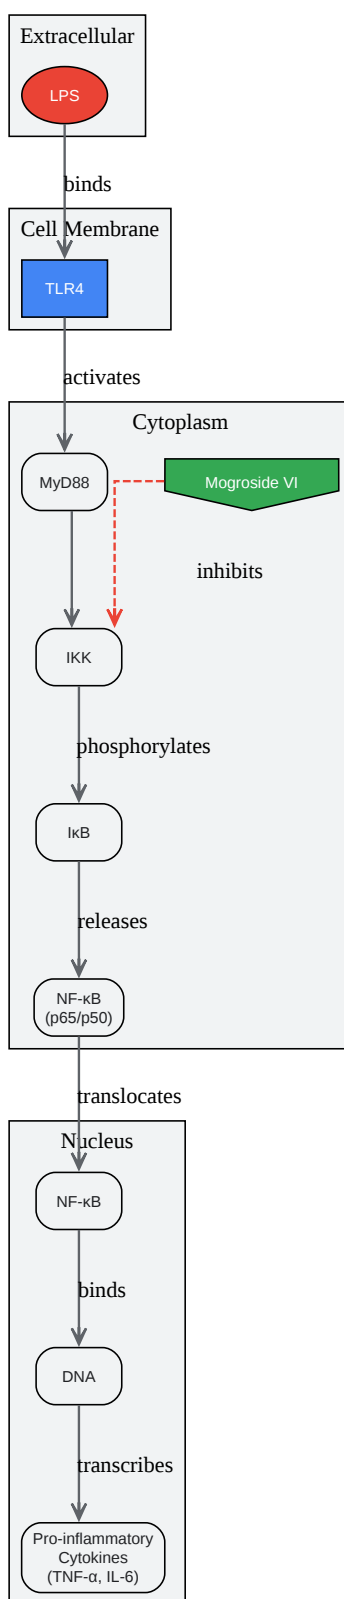 Extracellular
LPS
binds
Cell Membrane
TLR4
activates
Cytoplasm
MyD88
Mogroside VI
inhibits
IKK
phosphorylates
IκB
releases
NF-κB
(p65/p50)
translocates
Nucleus
NF-κB
binds
DNA
transcribes
Pro-inflammatory
Cytokines
(TNF-α, IL-6)